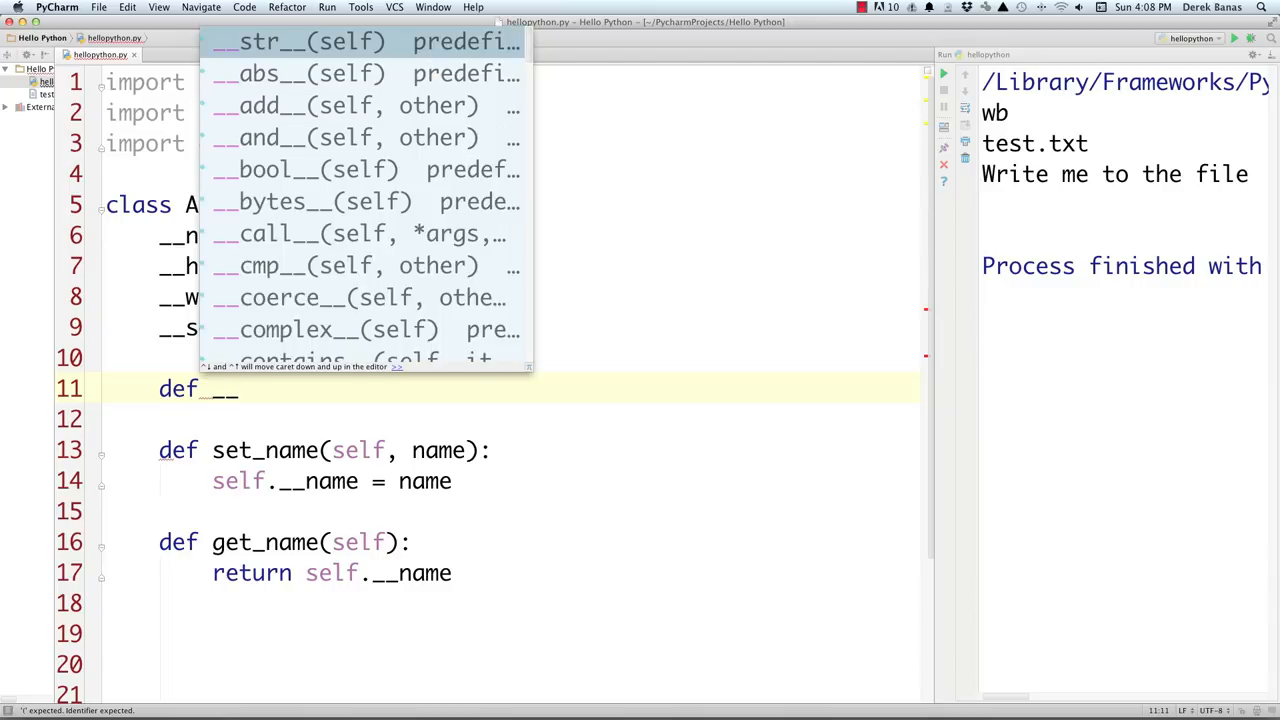 PyCharm File Edit View Navigate Code Refactor Run Tools VCS Window Help 10 Sun 4:08 PM Derek Banas
hellopython.py – Hello Python – [~/PycharmProjects/Hello Python]
Hello Python hellopython.py hellopython
hellopython.py Run hellopython
Hello P
hell
test
Externa
1 import
2 import
3 import
4
5 class A
6 __n
7 __h
8 __w
9 __s
10
11 def __
12
13 def set_name(self, name):
14 self.__name = name
15
16 def get_name(self):
17 return self.__name
18
19
20
21
__str__(self) predefi…
__abs__(self) predefi…
__add__(self, other) …
__and__(self, other) …
__bool__(self) predef…
__bytes__(self) prede…
__call__(self, *args,…
__cmp__(self, other) …
__coerce__(self, othe…
__complex__(self) pre…
__contains__(self, it
^↓ and ^↑ will move caret down and up in the editor >>
/Library/Frameworks/Py
wb
test.txt
Write me to the file
Process finished with
'(' expected. Identifier expected. 11:11 LF UTF-8